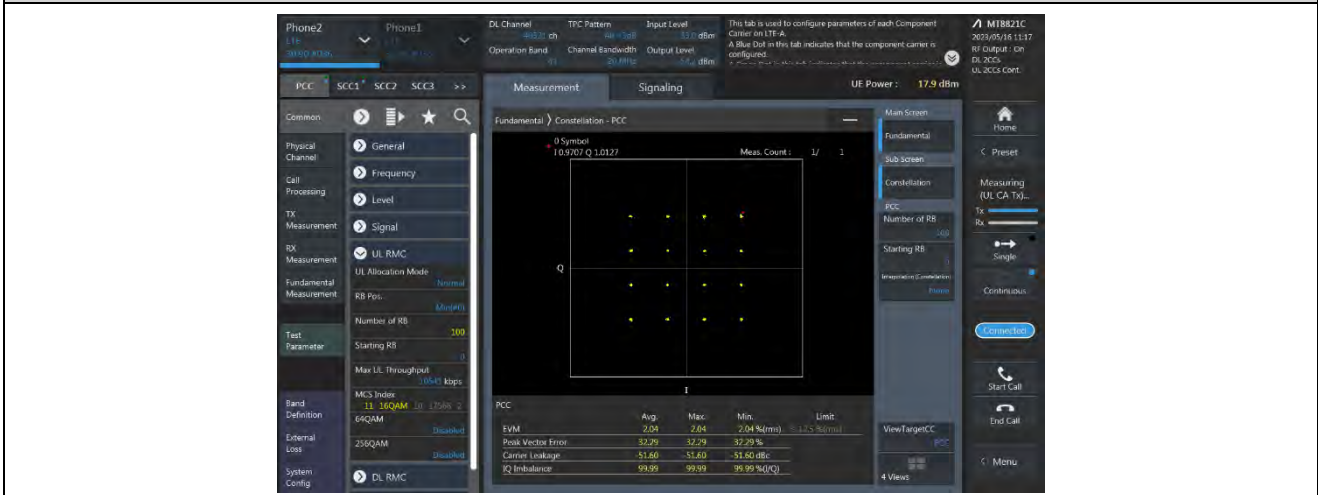 Phone2
Phone1
LTE
DL Channel TPC Pattern Input Level
ch dBm
Operation Band Channel Bandwidth Output Level
41 20 MHz dBm
This tab is used to configure parameters of each Component
Carrier on LTE-A.
A Blue Dot in this tab indicates that the component carrier is
configured.
MT8821C
2023/05/16 11:17
RF Output : On
DL 2CCs
UL 2CCs Cont.
PCC SCC1 SCC2 SCC3 >>
Measurement Signaling
UE Power : 17.9 dBm
Common
Physical
Channel
Call
Processing
TX
Measurement
RX
Measurement
Fundamental
Measurement
Test
Parameter
Band
Definition
External
Loss
System
Config
General
Frequency
Level
Signal
UL RMC
UL Allocation Mode
Normal
RB Pos.
Min(#0)
Number of RB
100
Starting RB
0
Max UL Throughput
kbps
MCS Index
11 16QAM
64QAM
Disabled
256QAM
Disabled
DL RMC
Fundamental Constellation - PCC
0 Symbol
I 0.9707 Q 1.0127
Meas. Count : 1/ 1
Q
I
PCC
Avg. Max. Min. Limit
EVM 2.04 2.04 2.04 %(rms)
Peak Vector Error 32.29 32.29 32.29 %
Carrier Leakage -51.60 -51.60 -51.60 dBc
IQ Imbalance 99.99 99.99 99.99 %(I/Q)
Main Screen
Fundamental
Sub Screen
Constellation
PCC
Number of RB
100
Starting RB
0
ViewTargetCC
PCC
4 Views
Home
Preset
Measuring
(UL CA Tx)...
Tx
Rx
Single
Continuous
Connected
Start Call
End Call
Menu